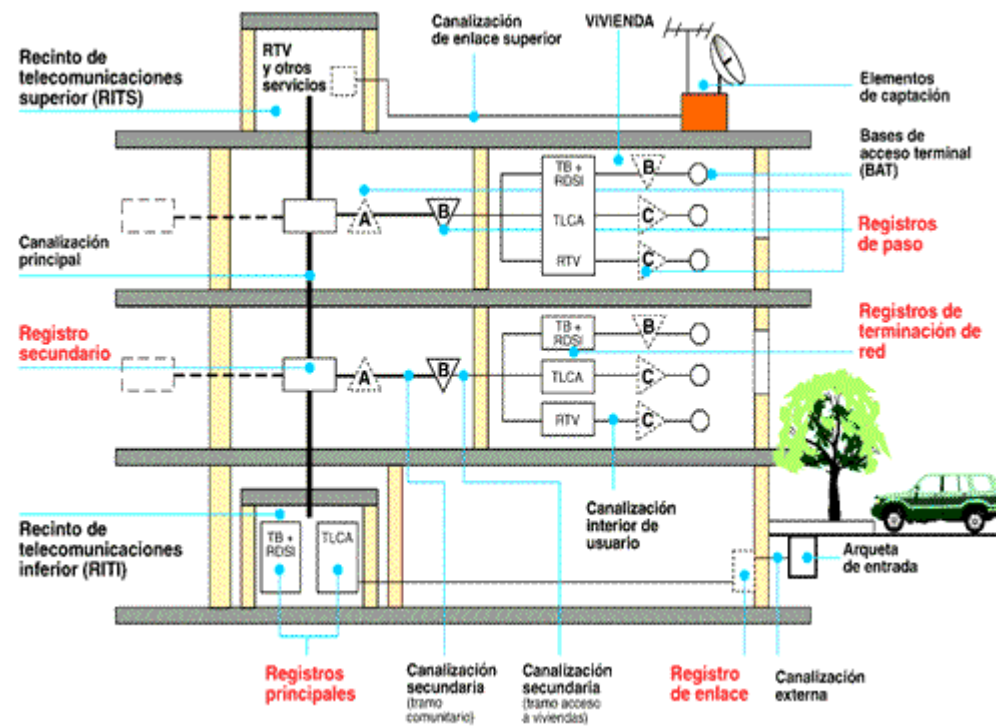 Canalización
de enlace superior
VIVIENDA
Recinto de
telecomunicaciones
superior (RITS)
RTV
y otros
servicios
Elementos
de captación
Bases de
acceso terminal
(BAT)
TB +
RDSI
B
TLCA
C
RTV
C
A
B
Registros
de paso
Canalización
principal
Registro
secundario
A
B
TB +
RDSI
B
TLCA
C
RTV
C
Registros de
terminación de
red
Recinto de
telecomunicaciones
inferior (RITI)
TB +
RDSI
TLCA
Canalización
interior de
usuario
Arqueta
de entrada
Registros
principales
Canalización
secundaria
(tramo
comunitario)
Canalización
secundaria
(tramo acceso
a viviendas)
Registro
de enlace
Canalización
externa